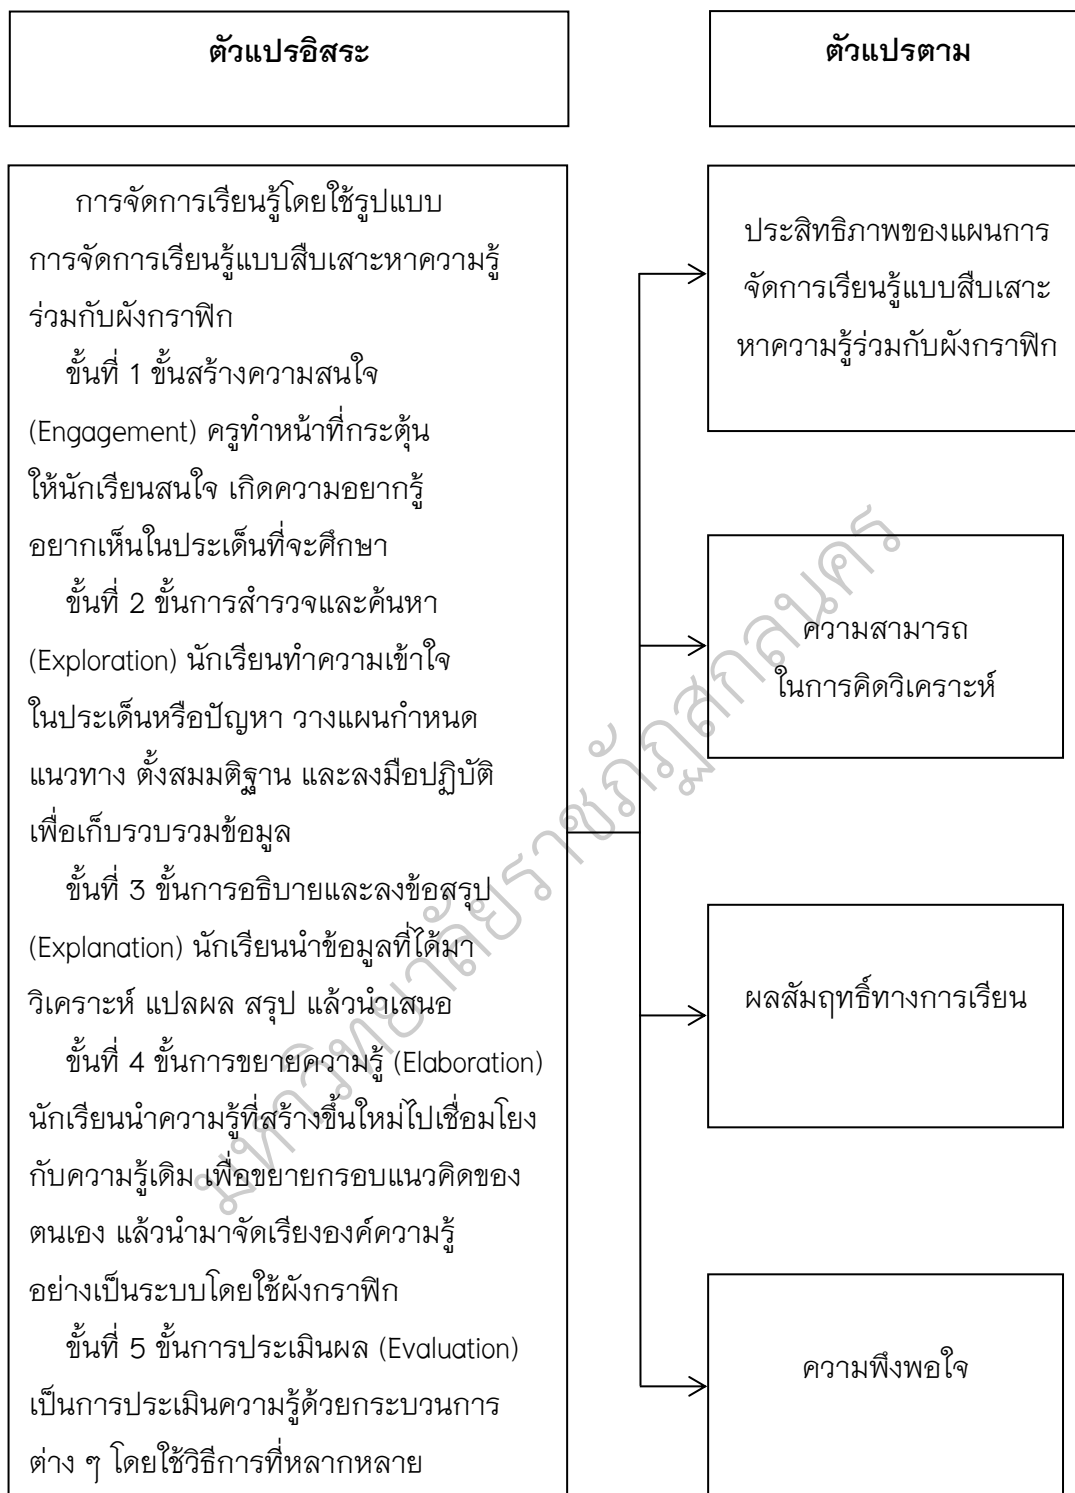 ตัวแปรอิสระ
ตัวแปรตาม
การจัดการเรียนรู้โดยใช้รูปแบบ
การจัดการเรียนรู้แบบสืบเสาะหาความรู้
ร่วมกับผังกราฟิก
ขั้นที่ 1 ขั้นสร้างความสนใจ
(Engagement) ครูทำหน้าที่กระตุ้น
ให้นักเรียนสนใจ เกิดความอยากรู้
อยากเห็นในประเด็นที่จะศึกษา
ขั้นที่ 2 ขั้นการสำรวจและค้นหา
(Exploration) นักเรียนทำความเข้าใจ
ในประเด็นหรือปัญหา วางแผนกำหนด
แนวทาง ตั้งสมมติฐาน และลงมือปฏิบัติ
เพื่อเก็บรวบรวมข้อมูล
ขั้นที่ 3 ขั้นการอธิบายและลงข้อสรุป
(Explanation) นักเรียนนำข้อมูลที่ได้มา
วิเคราะห์ แปลผล สรุป แล้วนำเสนอ
ขั้นที่ 4 ขั้นการขยายความรู้ (Elaboration)
นักเรียนนำความรู้ที่สร้างขึ้นใหม่ไปเชื่อมโยง
กับความรู้เดิม เพื่อขยายกรอบแนวคิดของ
ตนเอง แล้วนำมาจัดเรียงองค์ความรู้
อย่างเป็นระบบโดยใช้ผังกราฟิก
ขั้นที่ 5 ขั้นการประเมินผล (Evaluation)
เป็นการประเมินความรู้ด้วยกระบวนการ
ต่าง ๆ โดยใช้วิธีการที่หลากหลาย
ประสิทธิภาพของแผนการ
จัดการเรียนรู้แบบสืบเสาะ
หาความรู้ร่วมกับผังกราฟิก
ความสามารถ
ในการคิดวิเคราะห์
ผลสัมฤทธิ์ทางการเรียน
ความพึงพอใจ
มหาวิทยาลัยราชภัฏสกลนคร